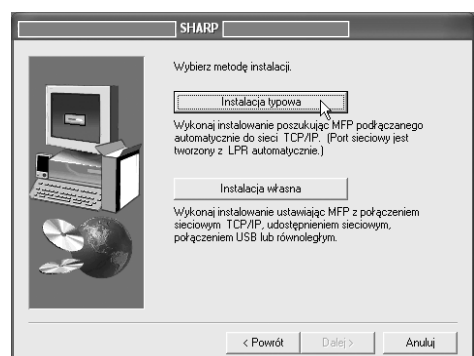 SHARP
Wybierz metodę instalacji.
Instalacja typowa
Wykonaj instalowanie poszukując MFP podłączanego
automatycznie do sieci TCP/IP. (Port sieciowy jest
tworzony z LPR automatycznie.)
Instalacja własna
Wykonaj instalowanie ustawiając MFP z połączeniem
sieciowym TCP/IP, udostępnieniem sieciowym,
połączeniem USB lub równoległym.
< Powrót Dalej > Anuluj